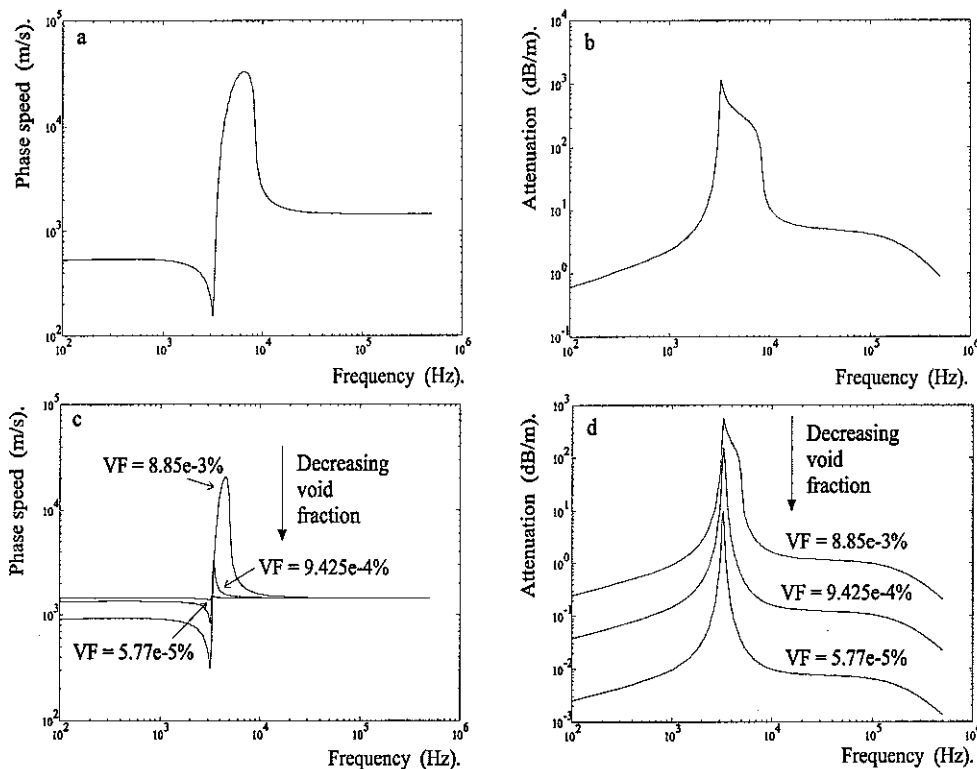 a
Phase speed (m/s).
10^5
10^4
10^3
10^2
10^2 10^3 10^4 10^5 10^6
Frequency (Hz).
b
Attenuation (dB/m).
10^4
10^3
10^2
10^1
10^0
10^-1
10^2 10^3 10^4 10^5 10^6
Frequency (Hz).
c
Phase speed (m/s).
10^5
10^4
10^3
10^2
VF = 8.85e-3%
Decreasing
void
fraction
VF = 9.425e-4%
VF = 5.77e-5%
10^2 10^3 10^4 10^5 10^6
Frequency (Hz).
d
Attenuation (dB/m).
10^3
10^2
10^1
10^0
10^-1
10^-2
10^-3
Decreasing
void
fraction
VF = 8.85e-3%
VF = 9.425e-4%
VF = 5.77e-5%
10^2 10^3 10^4 10^5 10^6
Frequency (Hz).